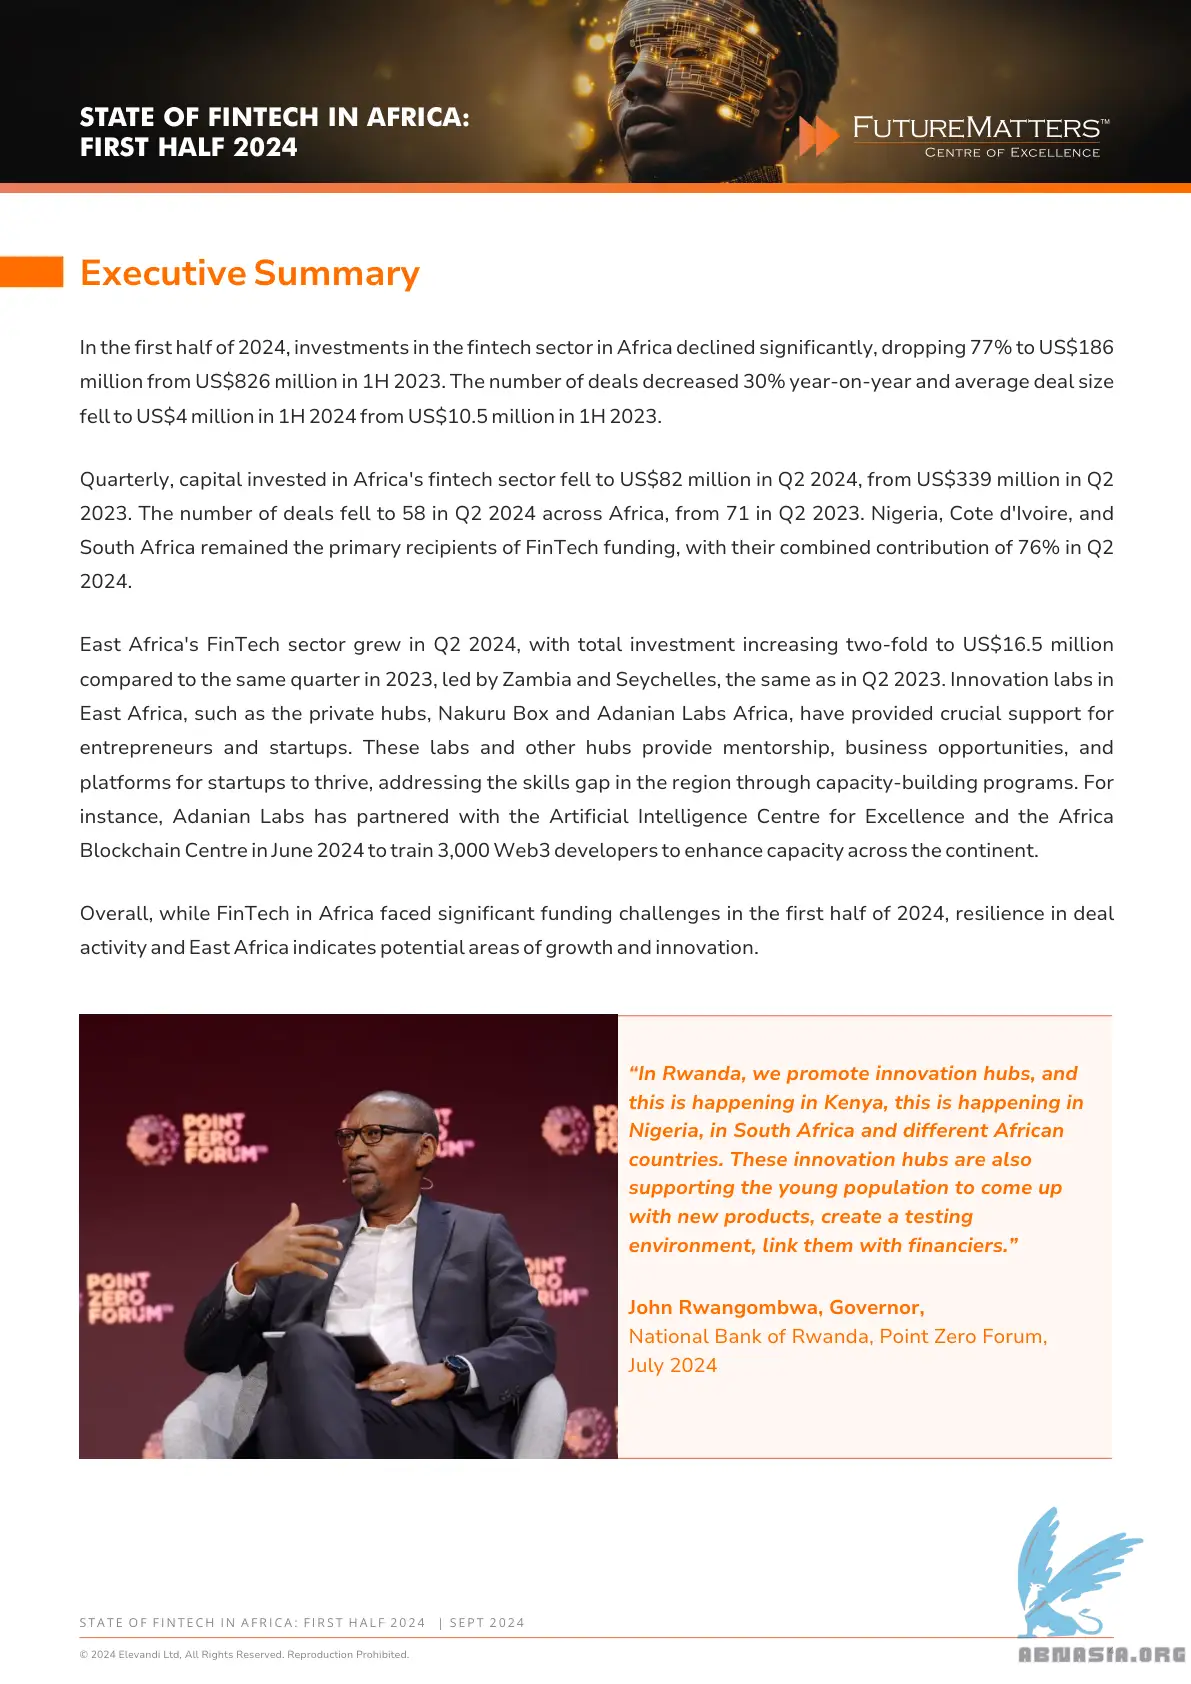 STATE OF FINTECH IN AFRICA:
FIRST HALF 2024
FUTUREMATTERS™
CENTRE OF EXCELLENCE
Executive Summary
In the first half of 2024, investments in the fintech sector in Africa declined significantly, dropping 77% to US$186
million from US$826 million in 1H 2023. The number of deals decreased 30% year-on-year and average deal size
fell to US$4 million in 1H 2024 from US$10.5 million in 1H 2023.
Quarterly, capital invested in Africa's fintech sector fell to US$82 million in Q2 2024, from US$339 million in Q2
2023. The number of deals fell to 58 in Q2 2024 across Africa, from 71 in Q2 2023. Nigeria, Cote d'Ivoire, and
South Africa remained the primary recipients of FinTech funding, with their combined contribution of 76% in Q2
2024.
East Africa's FinTech sector grew in Q2 2024, with total investment increasing two-fold to US$16.5 million
compared to the same quarter in 2023, led by Zambia and Seychelles, the same as in Q2 2023. Innovation labs in
East Africa, such as the private hubs, Nakuru Box and Adanian Labs Africa, have provided crucial support for
entrepreneurs and startups. These labs and other hubs provide mentorship, business opportunities, and
platforms for startups to thrive, addressing the skills gap in the region through capacity-building programs. For
instance, Adanian Labs has partnered with the Artificial Intelligence Centre for Excellence and the Africa
Blockchain Centre in June 2024 to train 3,000 Web3 developers to enhance capacity across the continent.
Overall, while FinTech in Africa faced significant funding challenges in the first half of 2024, resilience in deal
activity and East Africa indicates potential areas of growth and innovation.
POINT
ZERO
FORUM™
POINT
ZERO
FORUM™
“In Rwanda, we promote innovation hubs, and
this is happening in Kenya, this is happening in
Nigeria, in South Africa and different African
countries. These innovation hubs are also
supporting the young population to come up
with new products, create a testing
environment, link them with financiers.”
John Rwangombwa, Governor,
National Bank of Rwanda, Point Zero Forum,
July 2024
STATE OF FINTECH IN AFRICA: FIRST HALF 2024 | SEPT 2024
© 2024 Elevandi Ltd, All Rights Reserved. Reproduction Prohibited.
ABNASIA.ORG